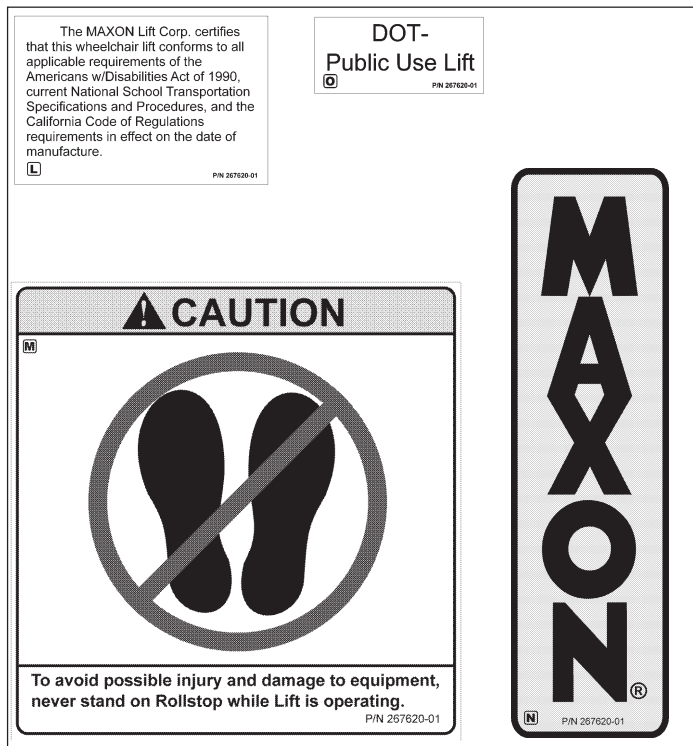 The MAXON Lift Corp. certifies
that this wheelchair lift conforms to all
applicable requirements of the
Americans w/Disabilities Act of 1990,
current National School Transportation
Specifications and Procedures, and the
California Code of Regulations
requirements in effect on the date of
manufacture.
L
P/N 267620-01
DOT-
Public Use Lift
O
P/N 267620-01
CAUTION
M
To avoid possible injury and damage to equipment,
never stand on Rollstop while Lift is operating.
P/N 267620-01
MAXON®
N
P/N 267620-01